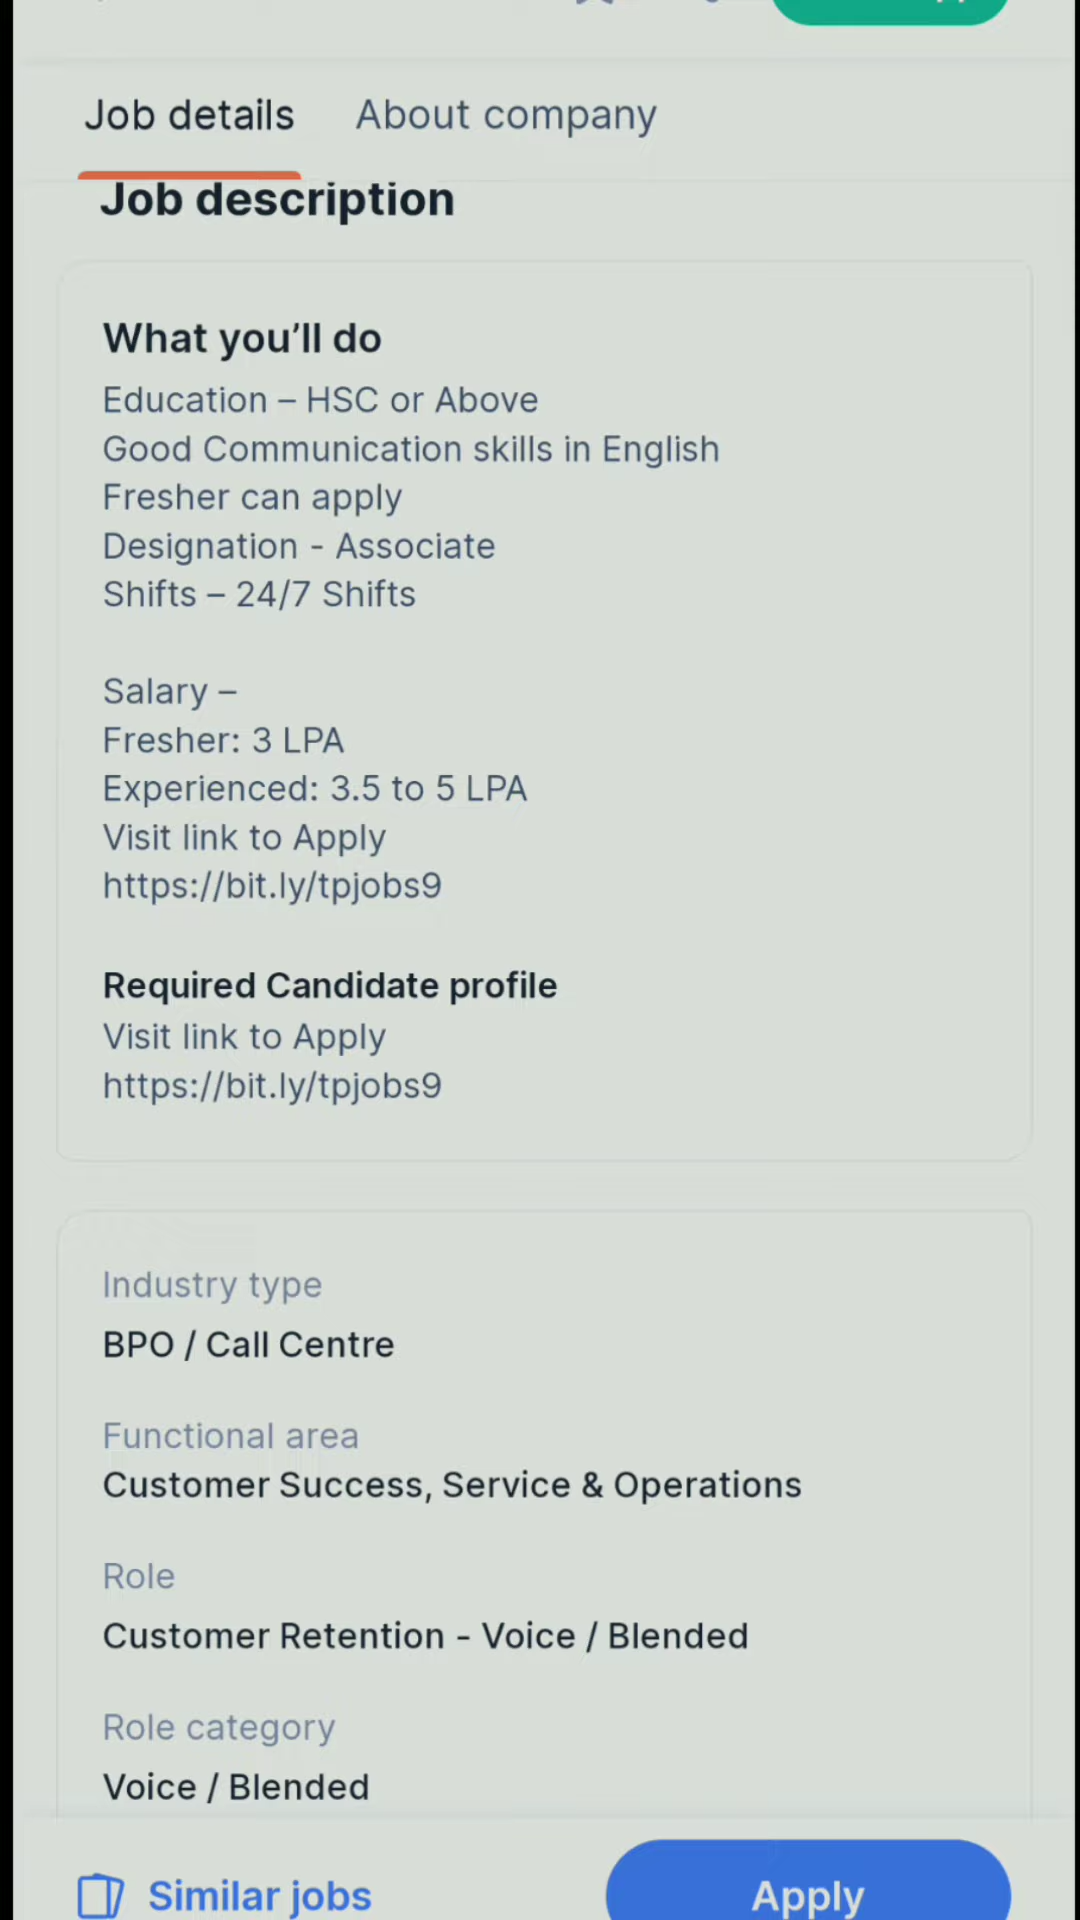 Job details
About company
Job description
What you’ll do
Education – HSC or Above
Good Communication skills in English
Fresher can apply
Designation - Associate
Shifts – 24/7 Shifts
Salary –
Fresher: 3 LPA
Experienced: 3.5 to 5 LPA
Visit link to Apply
https://bit.ly/tpjobs9
Required Candidate profile
Visit link to Apply
https://bit.ly/tpjobs9
Industry type
BPO / Call Centre
Functional area
Customer Success, Service & Operations
Role
Customer Retention - Voice / Blended
Role category
Voice / Blended
Similar jobs
Apply